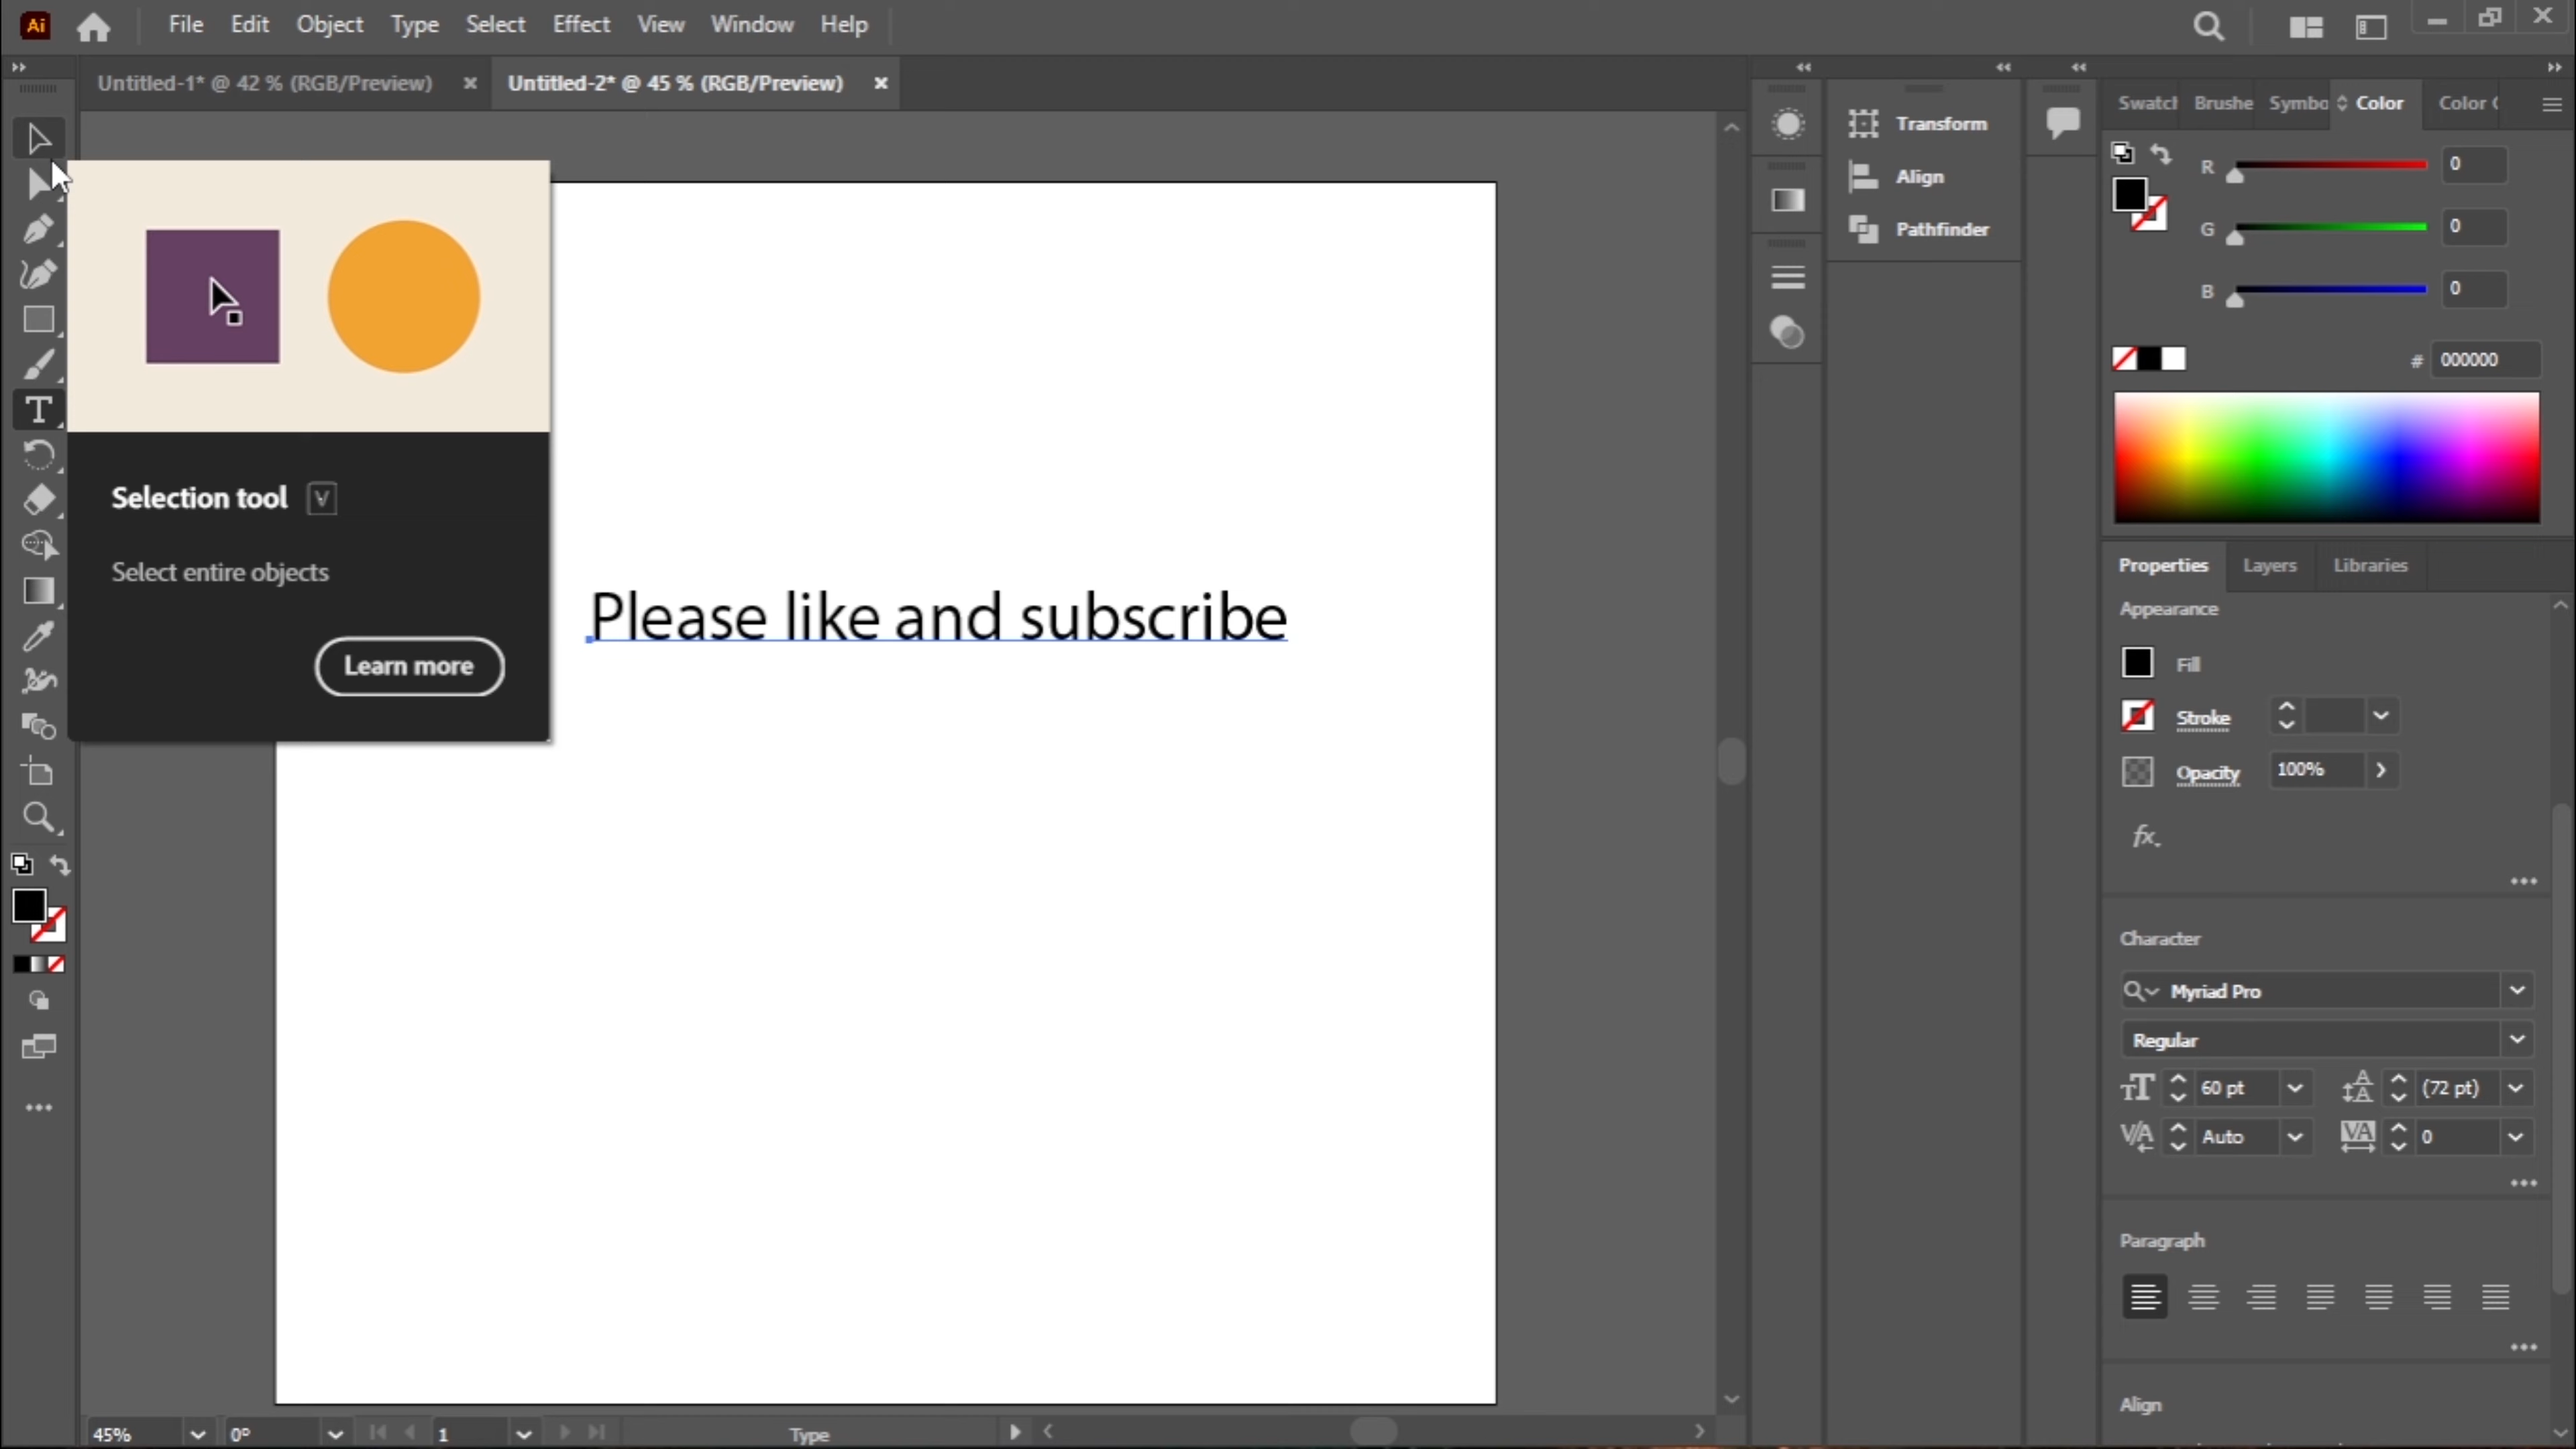 Ai File Edit Object Type Select Effect View Window Help
Untitled-1* @ 42 % (RGB/Preview) × Untitled-2* @ 45 % (RGB/Preview) ×
Swatch Brushe Symbo Color Color
Transform
Align
Pathfinder
R 0
G 0
B 0
# 000000
T
Selection tool V
Select entire objects
Learn more
Please like and subscribe
Properties Layers Libraries
Appearance
Fill
Stroke
Opacity 100%
fx
Character
Myriad Pro
Regular
60 pt (72 pt)
Auto 0
Paragraph
Align
45% 0° 1 Type